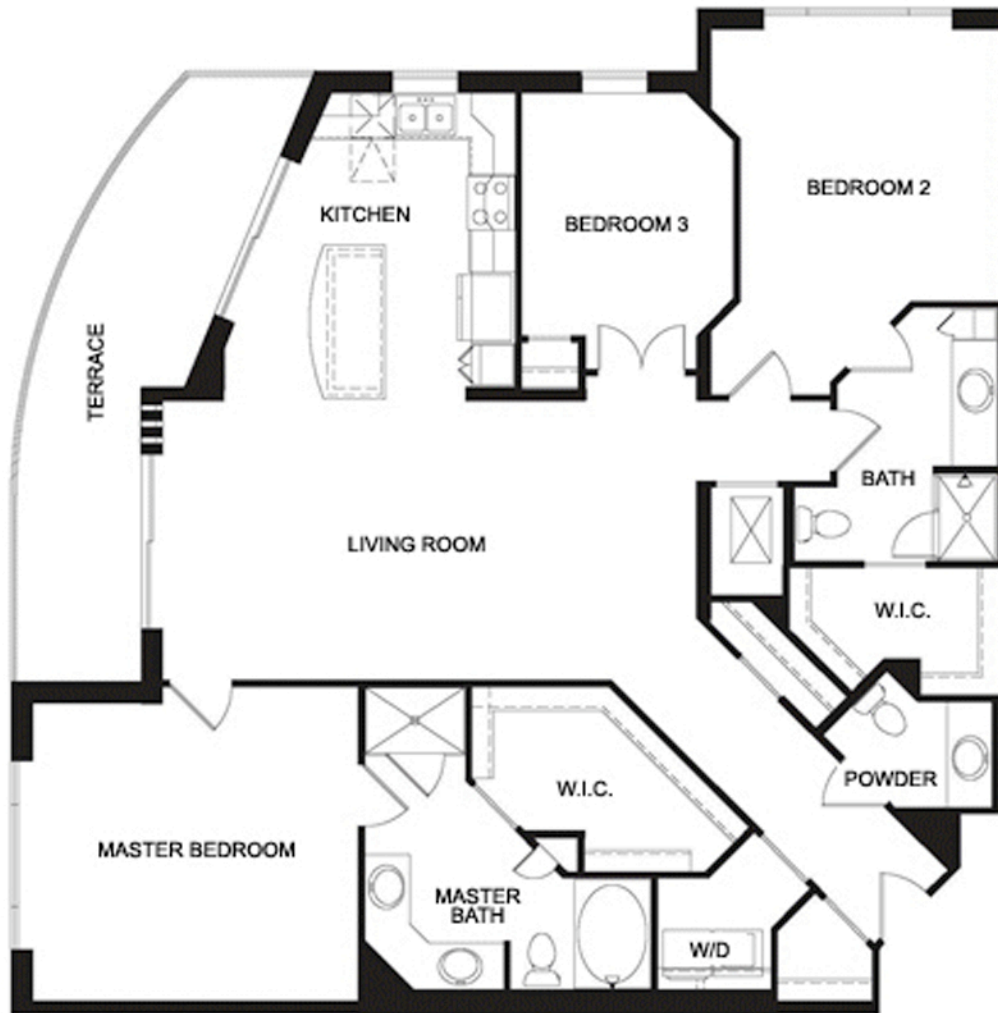 BEDROOM 2
KITCHEN
BEDROOM 3
TERRACE
BATH
LIVING ROOM
W.I.C.
POWDER
W.I.C.
MASTER BEDROOM
MASTER
BATH
W/D